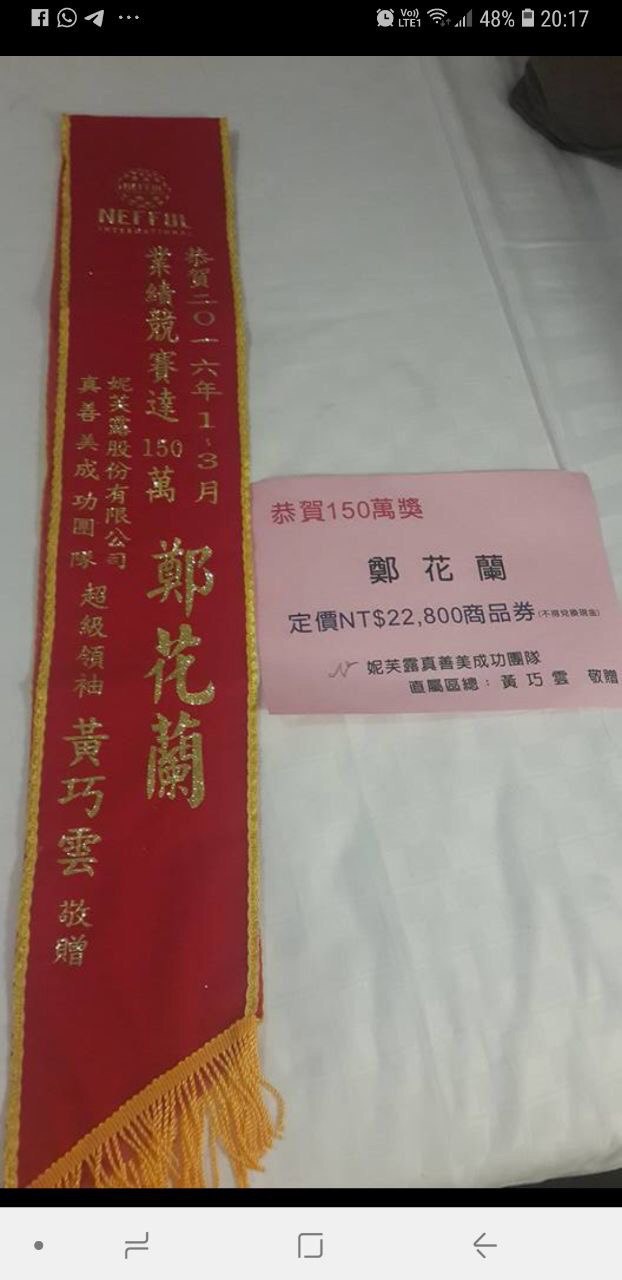 48% 20:17
NEFFUL
INTERNATIONAL
恭賀二〇一六年1~3月
業績競賽達150萬 鄭花蘭
妮芙露股份有限公司
真善美成功團隊 超級領袖 黃巧雲 敬贈
恭賀150萬獎
鄭 花 蘭
定價NT$22,800商品券(不得兌換現金)
妮芙露真善美成功團隊
直屬區總：黃 巧 雲 敬贈